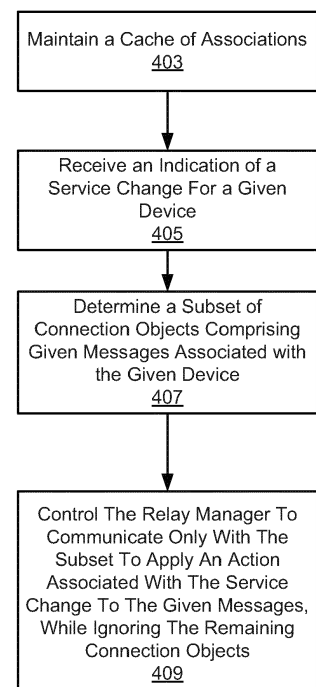 Maintain a Cache of Associations
403
Receive an Indication of a
Service Change For a Given
Device
405
Determine a Subset of
Connection Objects Comprising
Given Messages Associated with
the Given Device
407
Control The Relay Manager To
Communicate Only With The
Subset To Apply An Action
Associated With The Service
Change To The Given Messages,
While Ignoring The Remaining
Connection Objects
409